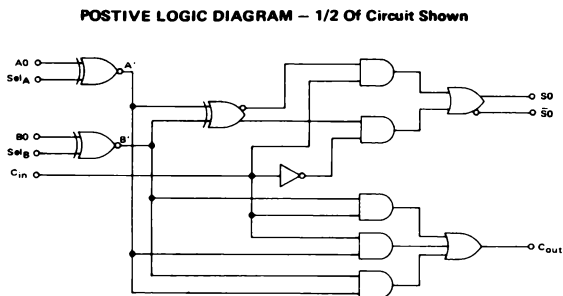 POSTIVE LOGIC DIAGRAM – 1/2 Of Circuit Shown
A0
SelA
A'
B0
SelB
B'
Cin
S0
S̄0
Cout